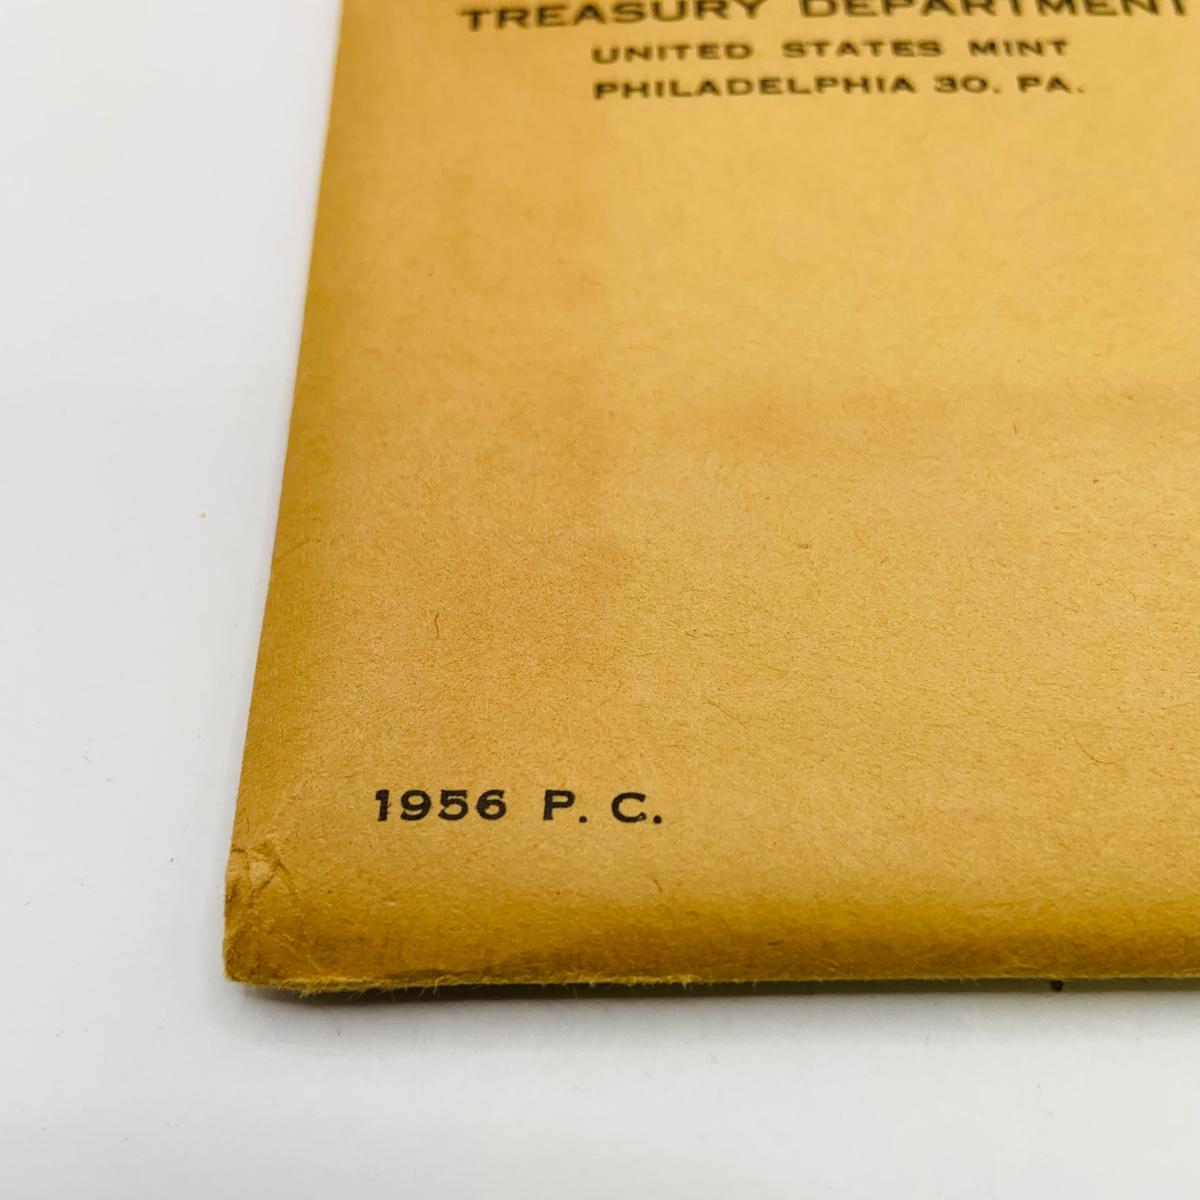 TREASURY DEPARTMENT
UNITED STATES MINT
PHILADELPHIA 30, PA.
1956 P. C.